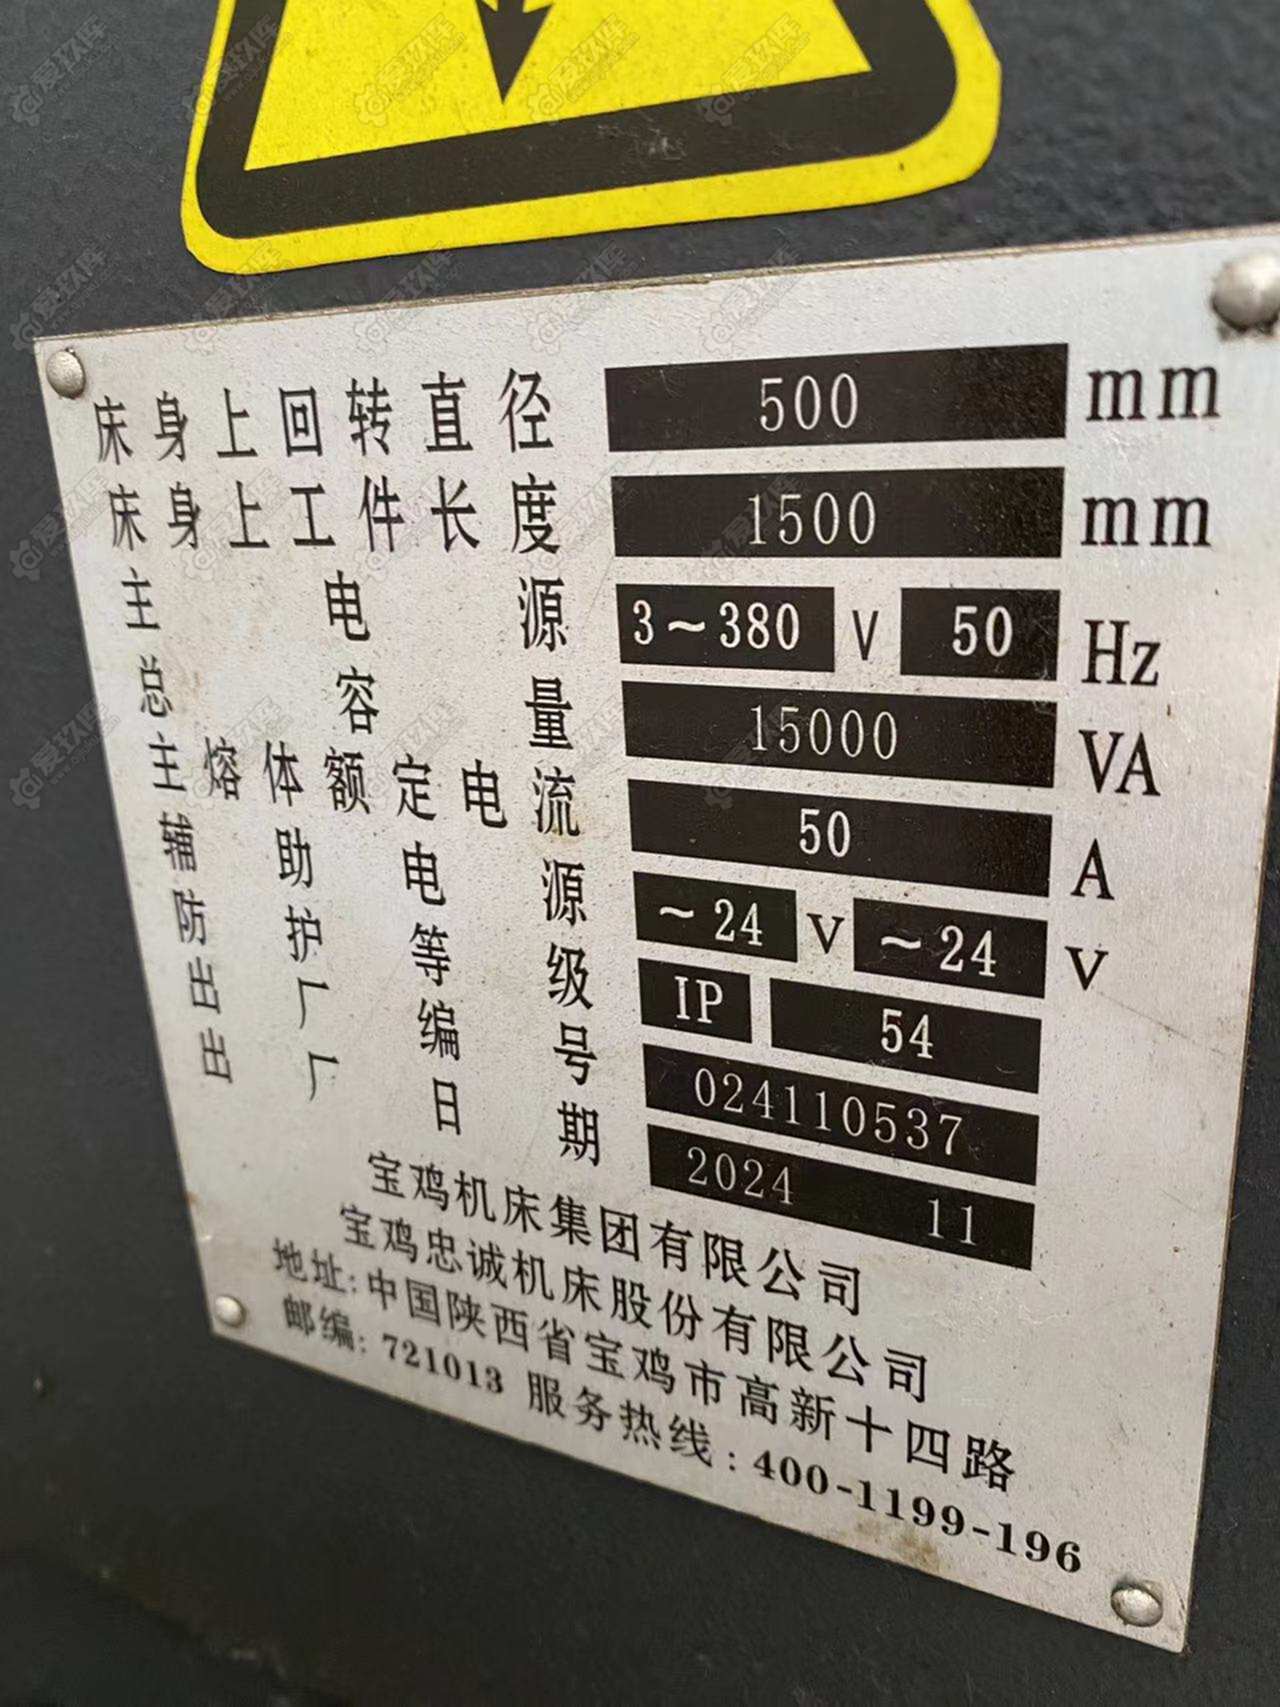 床身上回转直径 500 mm
床身上工件长度 1500 mm
主电源 3~380 V 50 Hz
总容量 15000 VA
主熔体额定电流 50 A
辅助电源 ~24 V ~24 V
防护等级 IP 54
出厂编号 024110537
出厂日期 2024 11
宝鸡机床集团有限公司
宝鸡忠诚机床股份有限公司
地址:中国陕西省宝鸡市高新十四路
邮编:721013 服务热线:400-1199-196